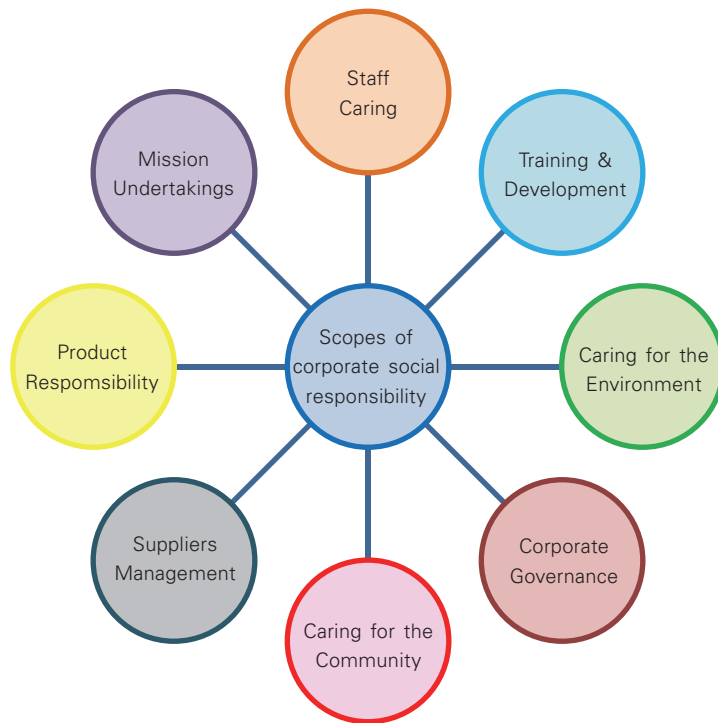 Staff
Caring
Mission
Undertakings
Training &
Development
Scopes of
corporate social
responsibility
Product
Respomsibility
Caring for the
Environment
Suppliers
Management
Corporate
Governance
Caring for the
Community